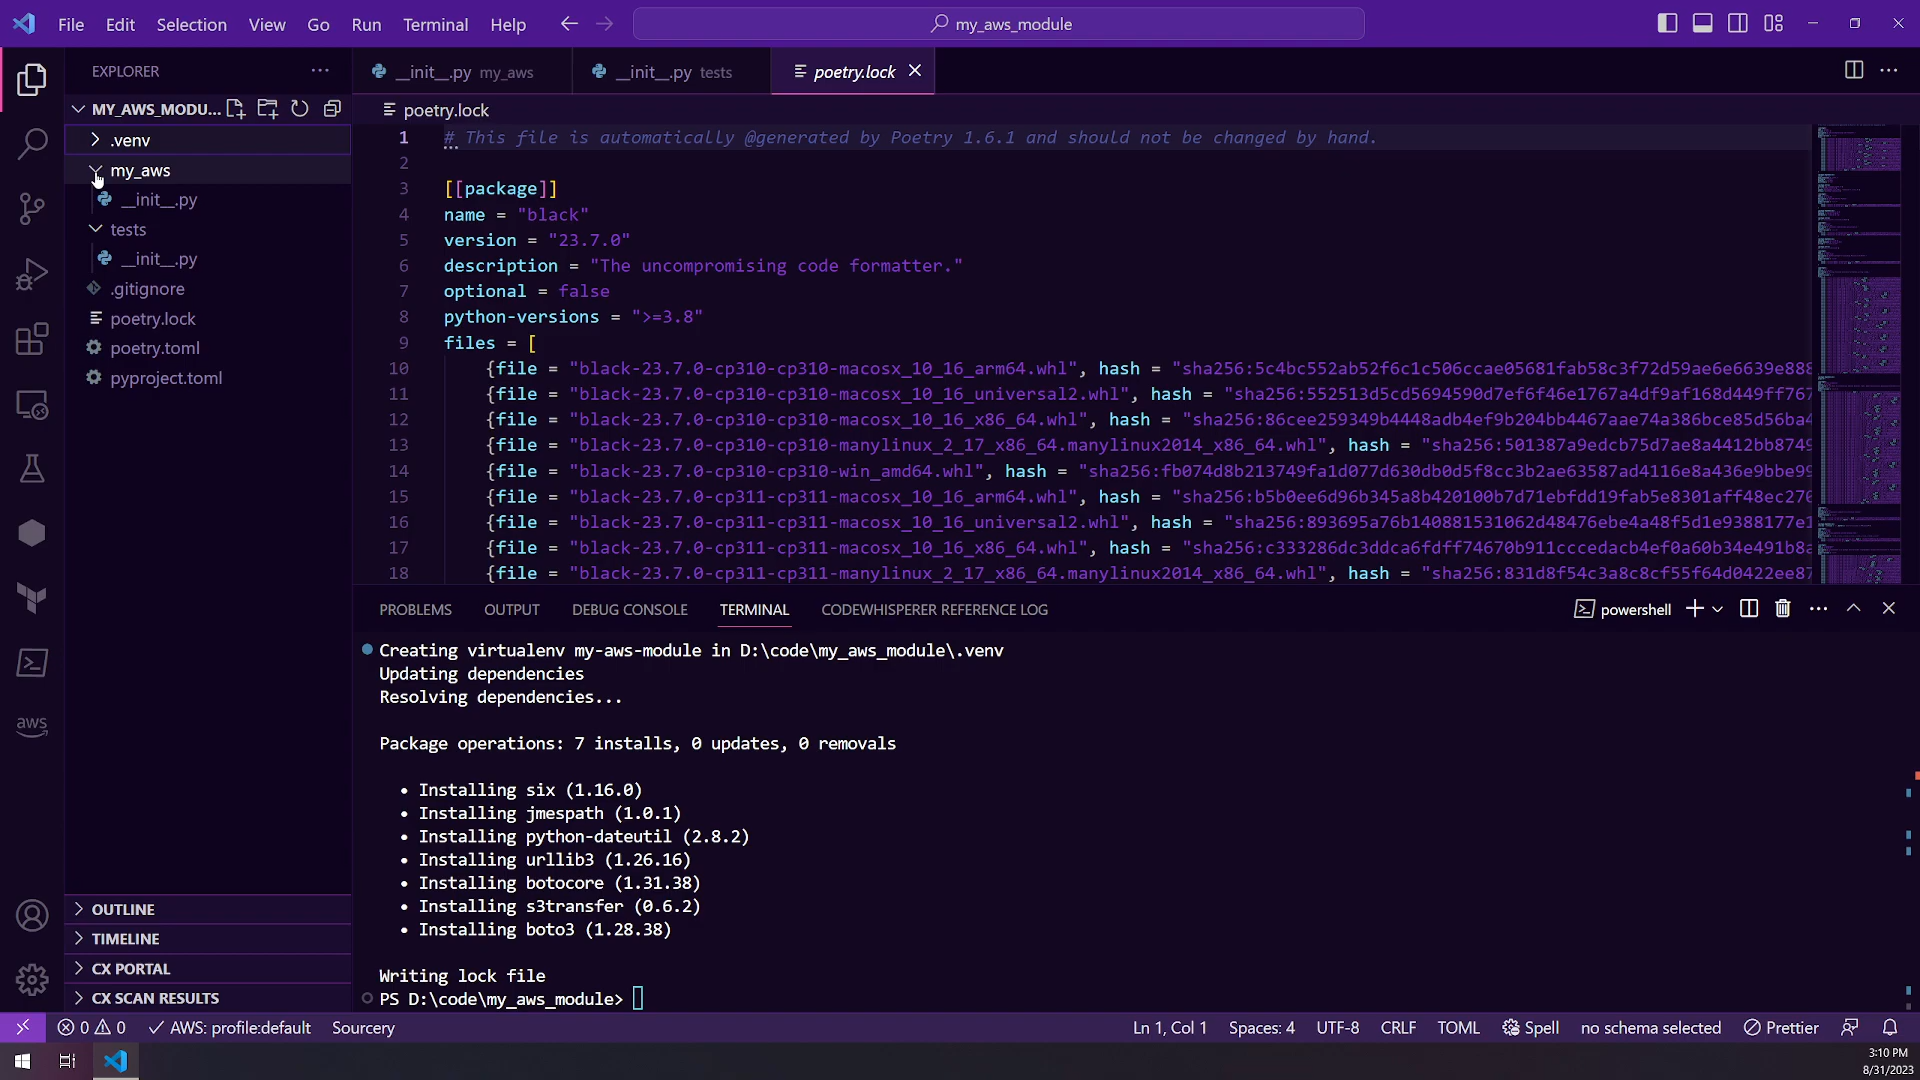 File Edit Selection View Go Run Terminal Help
my_aws_module
EXPLORER
MY_AWS_MODU...
.venv
my_aws
__init__.py
tests
__init__.py
.gitignore
poetry.lock
poetry.toml
pyproject.toml
OUTLINE
TIMELINE
CX PORTAL
CX SCAN RESULTS
aws
__init__.py my_aws
__init__.py tests
poetry.lock
poetry.lock
1 # This file is automatically @generated by Poetry 1.6.1 and should not be changed by hand.
2
3 [[package]]
4 name = "black"
5 version = "23.7.0"
6 description = "The uncompromising code formatter."
7 optional = false
8 python-versions = ">=3.8"
9 files = [
10 {file = "black-23.7.0-cp310-cp310-macosx_10_16_arm64.whl", hash = "sha256:5c4bc552ab52f6c1c506ccae05681fab58c3f72d59ae6e6639e888
11 {file = "black-23.7.0-cp310-cp310-macosx_10_16_universal2.whl", hash = "sha256:552513d5cd5694590d7ef6f46e1767a4df9af168d449ff767
12 {file = "black-23.7.0-cp310-cp310-macosx_10_16_x86_64.whl", hash = "sha256:86cee259349b4448adb4ef9b204bb4467aae74a386bce85d56ba4
13 {file = "black-23.7.0-cp310-cp310-manylinux_2_17_x86_64.manylinux2014_x86_64.whl", hash = "sha256:501387a9edcb75d7ae8a4412bb8749
14 {file = "black-23.7.0-cp310-cp310-win_amd64.whl", hash = "sha256:fb074d8b213749fa1d077d630db0d5f8cc3b2ae63587ad4116e8a436e9bbe99
15 {file = "black-23.7.0-cp311-cp311-macosx_10_16_arm64.whl", hash = "sha256:b5b0ee6d96b345a8b420100b7d71ebfdd19fab5e8301aff48ec270
16 {file = "black-23.7.0-cp311-cp311-macosx_10_16_universal2.whl", hash = "sha256:893695a76b140881531062d48476ebe4a48f5d1e9388177e1
17 {file = "black-23.7.0-cp311-cp311-macosx_10_16_x86_64.whl", hash = "sha256:c333286dc3ddca6fdff74670b911cccedacb4ef0a60b34e491b8a
18 {file = "black-23.7.0-cp311-cp311-manylinux_2_17_x86_64.manylinux2014_x86_64.whl", hash = "sha256:831d8f54c3a8c8cf55f64d0422ee87
PROBLEMS OUTPUT DEBUG CONSOLE TERMINAL CODEWHISPERER REFERENCE LOG powershell
Creating virtualenv my-aws-module in D:\code\my_aws_module\.venv
Updating dependencies
Resolving dependencies...
Package operations: 7 installs, 0 updates, 0 removals
• Installing six (1.16.0)
• Installing jmespath (1.0.1)
• Installing python-dateutil (2.8.2)
• Installing urllib3 (1.26.16)
• Installing botocore (1.31.38)
• Installing s3transfer (0.6.2)
• Installing boto3 (1.28.38)
Writing lock file
PS D:\code\my_aws_module>
0 0 AWS: profile:default Sourcery Ln 1, Col 1 Spaces: 4 UTF-8 CRLF TOML Spell no schema selected Prettier
3:10 PM
8/31/2023